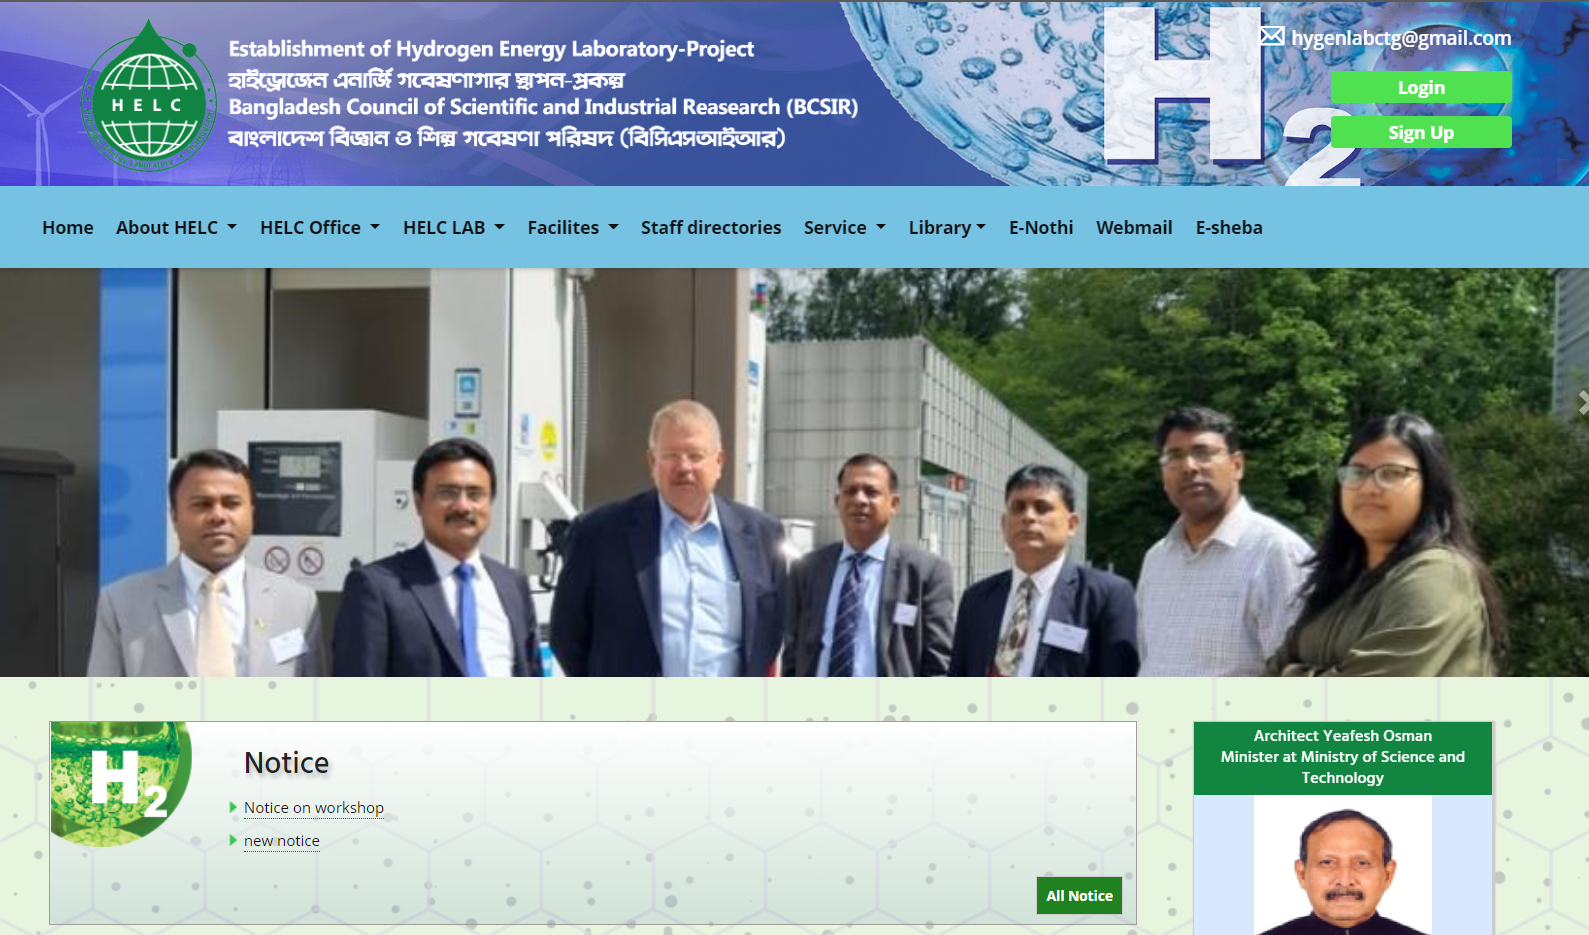 HELC
Establishment of Hydrogen Energy Laboratory-Project
হাইড্রোজেন এনার্জি গবেষণাগার স্থাপন-প্রকল্প
Bangladesh Council of Scientific and Industrial Reasearch (BCSIR)
বাংলাদেশ বিজ্ঞান ও শিল্প গবেষণা পরিষদ (বিসিএসআইআর)
H2
hygenlabctg@gmail.com
Login
Sign Up
Home About HELC HELC Office HELC LAB Facilites Staff directories Service Library E-Nothi Webmail E-sheba
H2
Notice
Notice on workshop
new notice
All Notice
Architect Yeafesh Osman
Minister at Ministry of Science and
Technology